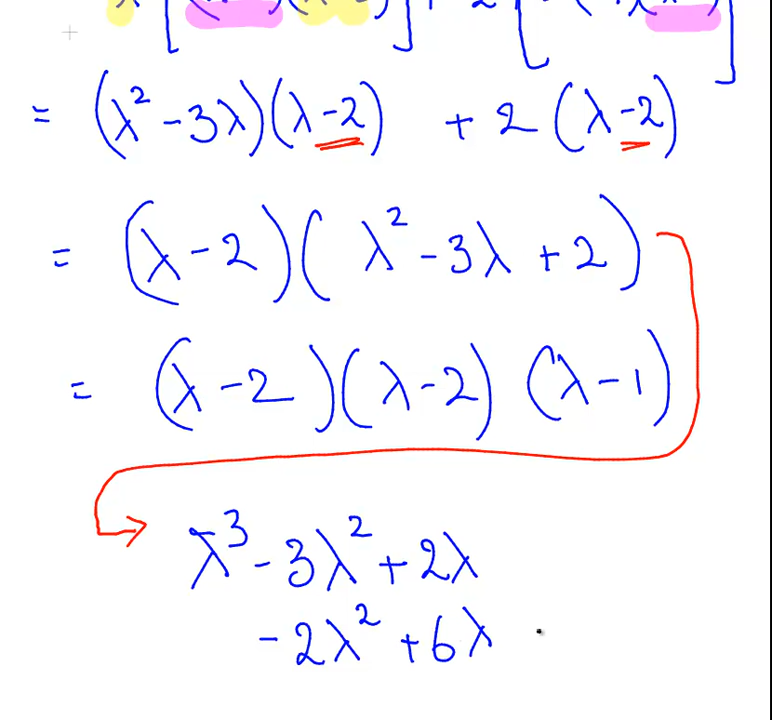 = (λ² - 3λ)(λ - 2) + 2 (λ - 2)
= (λ - 2)(λ² - 3λ + 2)
= (λ - 2)(λ - 2)(λ - 1)
λ³ - 3λ² + 2λ
- 2λ² + 6λ